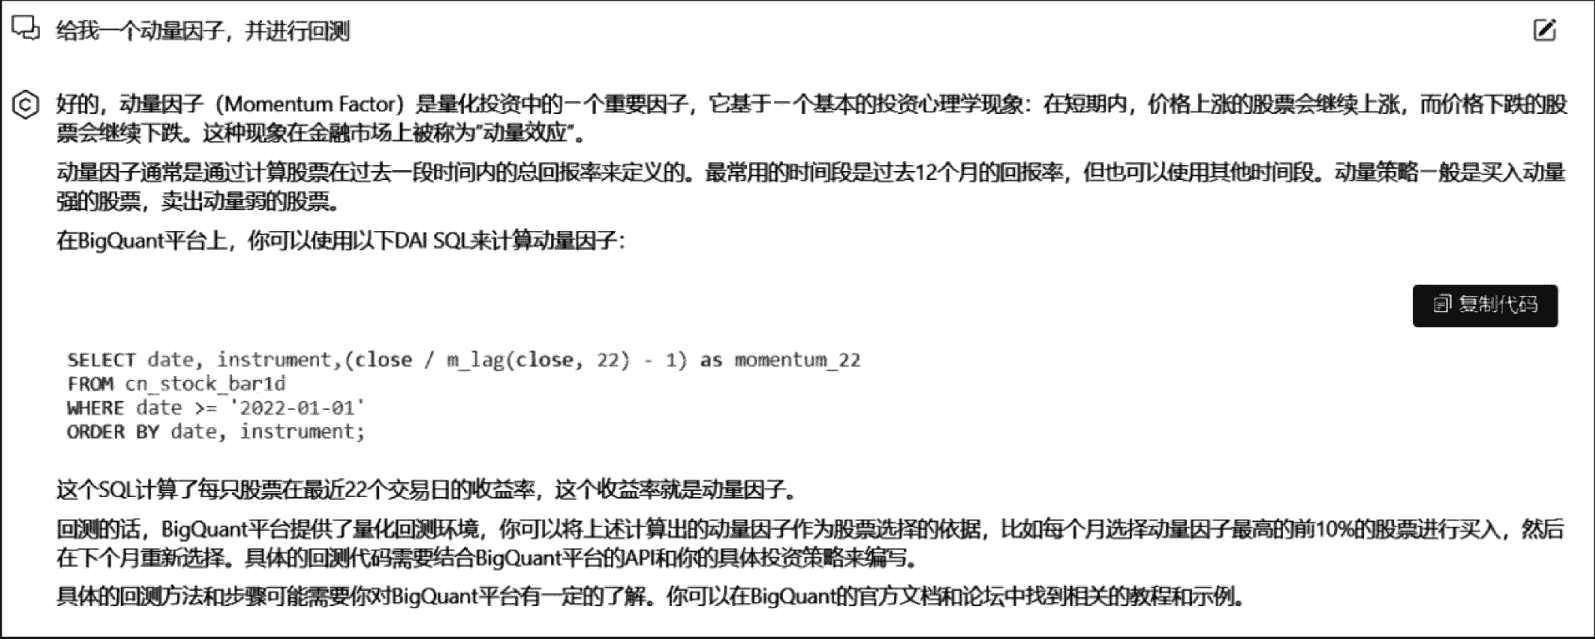 给我一个动量因子，并进行回测
好的，动量因子（Momentum Factor）是量化投资中的一个重要因子，它基于一个基本的投资心理学现象：在短期内，价格上涨的股票会继续上涨，而价格下跌的股
票会继续下跌。这种现象在金融市场上被称为"动量效应"。
动量因子通常是通过计算股票在过去一段时间内的总回报率来定义的。最常用的时间段是过去12个月的回报率，但也可以使用其他时间段。动量策略一般是买入动量
强的股票，卖出动量弱的股票。
在BigQuant平台上，你可以使用以下DAI SQL来计算动量因子：
复制代码
SELECT date, instrument,(close / m_lag(close, 22) - 1) as momentum_22
FROM cn_stock_bar1d
WHERE date >= '2022-01-01'
ORDER BY date, instrument;
这个SQL计算了每只股票在最近22个交易日的收益率，这个收益率就是动量因子。
回测的话，BigQuant平台提供了量化回测环境，你可以将上述计算出的动量因子作为股票选择的依据，比如每个月选择动量因子最高的前10%的股票进行买入，然后
在下个月重新选择。具体的回测代码需要结合BigQuant平台的API和你的具体投资策略来编写。
具体的回测方法和步骤可能需要你对BigQuant平台有一定的了解。你可以在BigQuant的官方文档和论坛中找到相关的教程和示例。